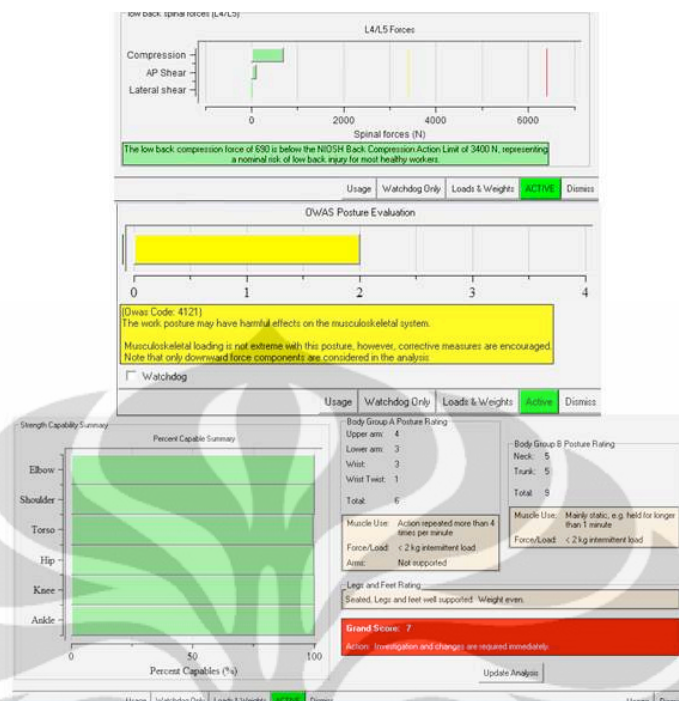 low back spinal forces (L4/L5)
L4/L5 Forces
Compression
AP Shear
Lateral shear
0 2000 4000 6000
Spinal forces (N)
The low back compression force of 690 is below the NIOSH Back Compression Action Limit of 3400 N, representing
a nominal risk of low back injury for most healthy workers.
Usage Watchdog Only Loads & Weights ACTIVE Dismiss
OWAS Posture Evaluation
0 1 2 3 4
(Owas Code: 4121)
The work posture may have harmful effects on the musculoskeletal system.
Musculoskeletal loading is not extreme with this posture, however, corrective measures are encouraged.
Note that only downward force components are considered in the analysis
Watchdog
Usage Watchdog Only Loads & Weights Active Dismiss
Strength Capability Summary
Percent Capable Summary
Elbow
Shoulder
Torso
Hip
Knee
Ankle
0 50 100
Percent Capables (%)
Usage Watchdog Only Loads & Weights ACTIVE Dismiss
Body Group A Posture Rating
Upper arm: 4
Lower arm: 3
Wrist: 3
Wrist Twist: 1
Total: 6
Muscle Use: Action repeated more than 4
times per minute
Force/Load: < 2 kg intermittent load
Arms: Not supported
Body Group B Posture Rating
Neck: 5
Trunk: 5
Total: 9
Muscle Use: Mainly static, e.g. held for longer
than 1 minute
Force/Load: < 2 kg intermittent load
Legs and Feet Rating
Seated, Legs and feet well supported. Weight even.
Grand Score: 7
Action: Investigation and changes are required immediately.
Update Analysis
Usage